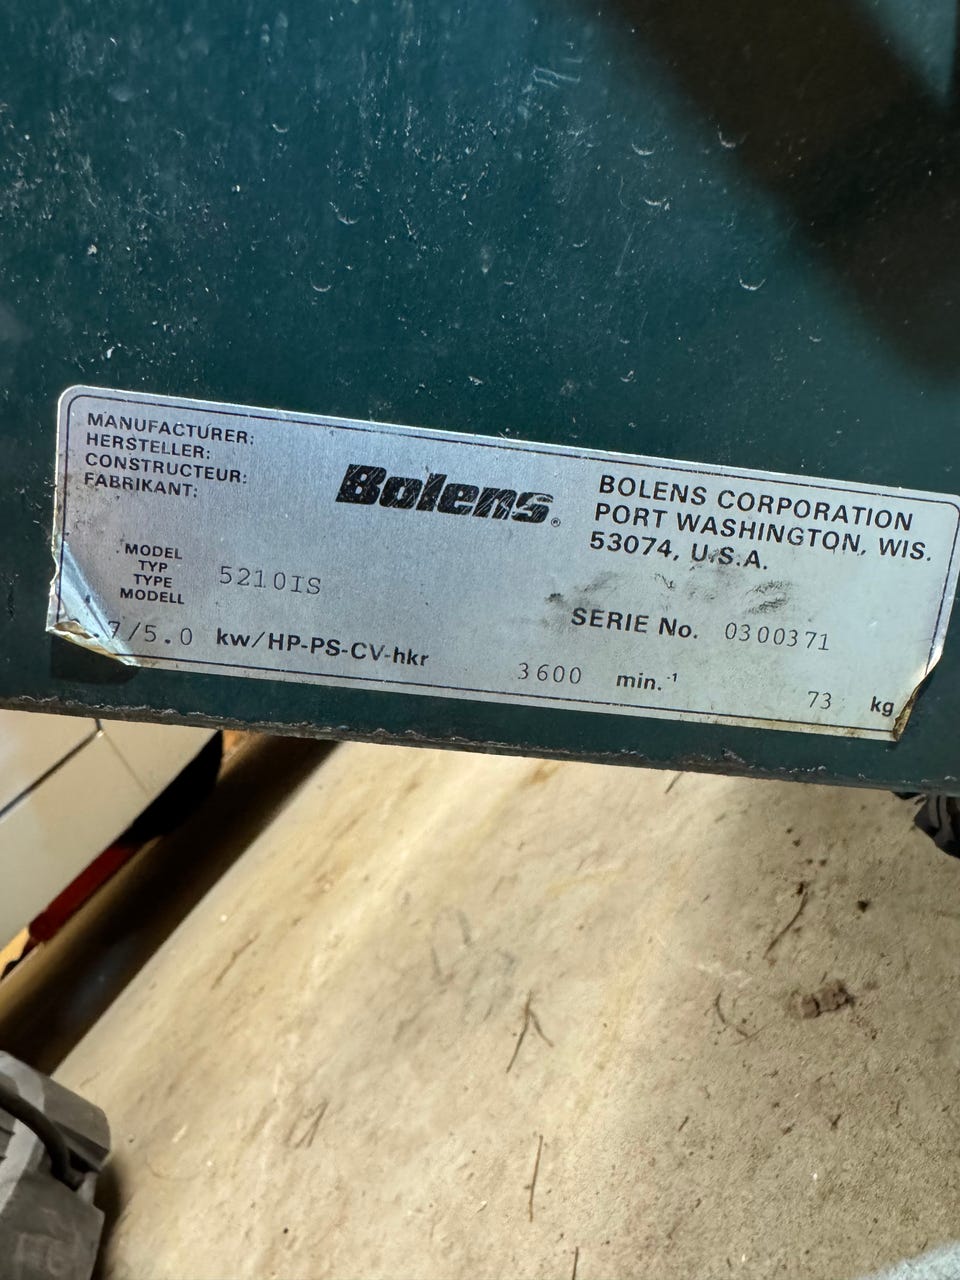 MANUFACTURER:
HERSTELLER:
CONSTRUCTEUR:
FABRIKANT:
Bolens®
BOLENS CORPORATION
PORT WASHINGTON, WIS.
53074, U.S.A.
MODEL
TYP
TYPE
MODELL
5210IS
SERIE No. 0300371
7/5.0 kw/HP-PS-CV-hkr
3600 min.⁻¹
73 kg